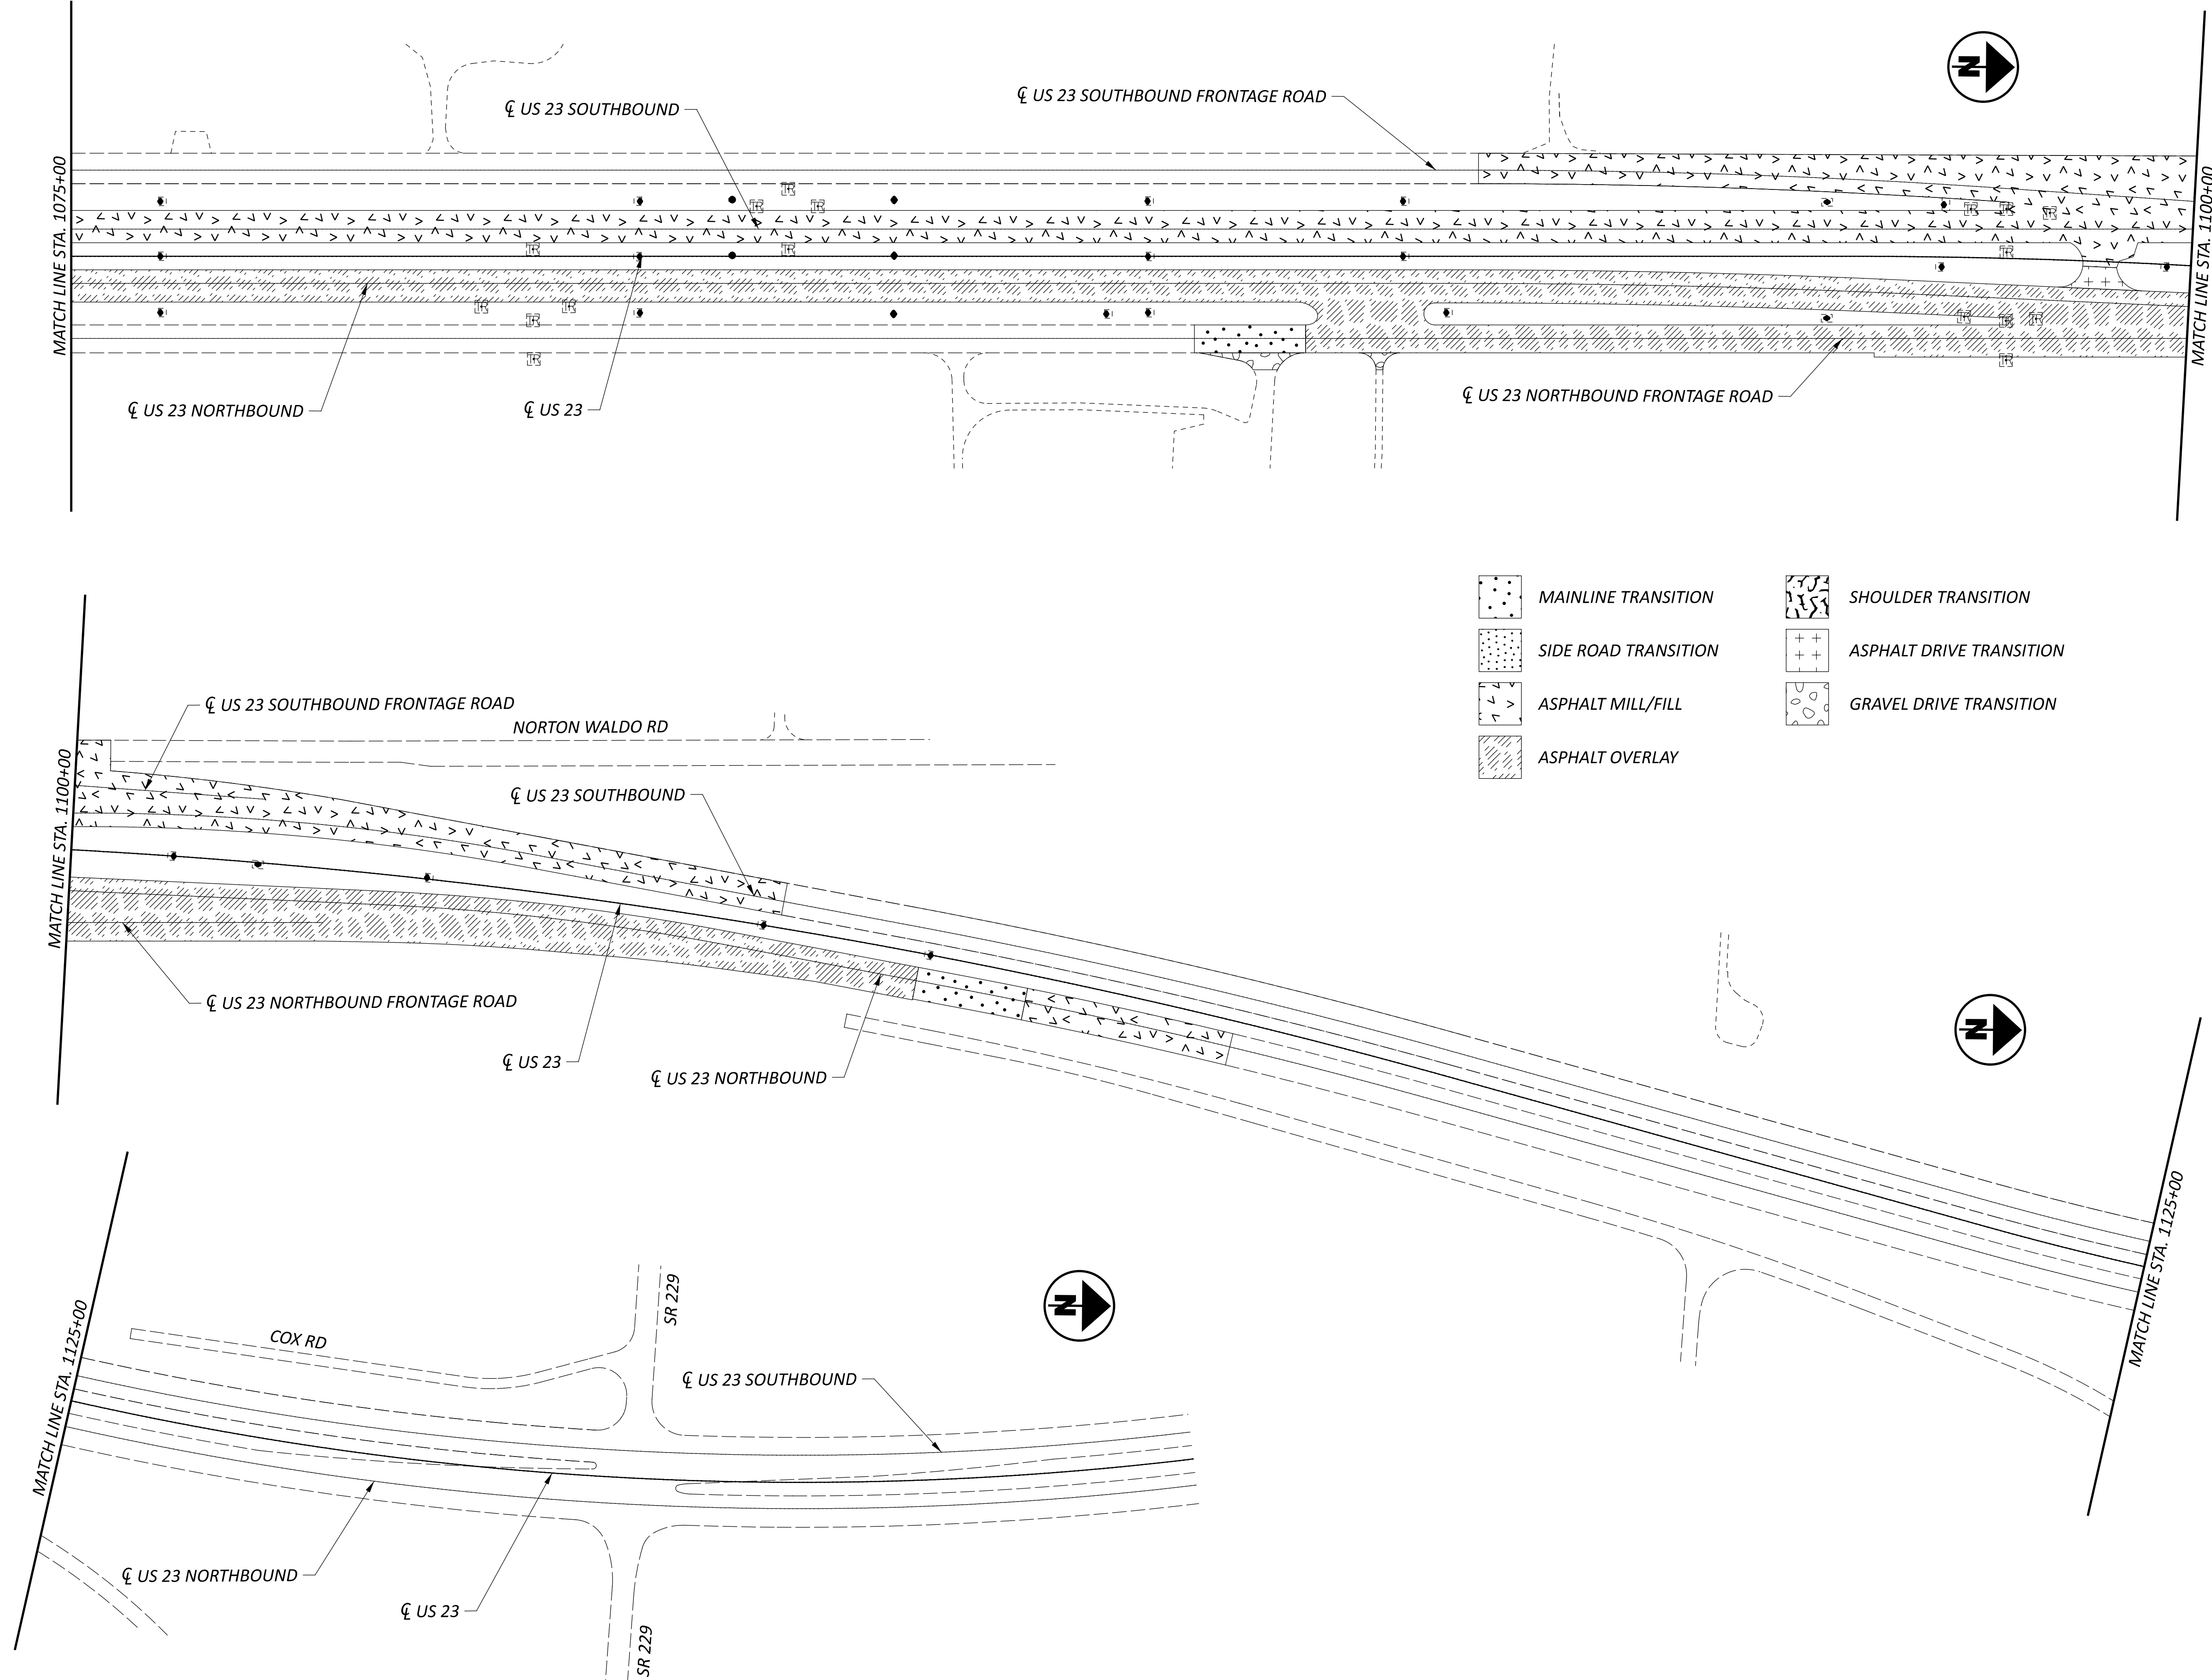 ℄ US 23 SOUTHBOUND FRONTAGE ROAD
℄ US 23 SOUTHBOUND
N
MATCH LINE STA. 1075+00
MATCH LINE STA. 1100+00
℄ US 23 NORTHBOUND
℄ US 23
℄ US 23 NORTHBOUND FRONTAGE ROAD
MAINLINE TRANSITION
SHOULDER TRANSITION
SIDE ROAD TRANSITION
ASPHALT DRIVE TRANSITION
ASPHALT MILL/FILL
GRAVEL DRIVE TRANSITION
ASPHALT OVERLAY
℄ US 23 SOUTHBOUND FRONTAGE ROAD
NORTON WALDO RD
℄ US 23 SOUTHBOUND
MATCH LINE STA. 1100+00
℄ US 23 NORTHBOUND FRONTAGE ROAD
℄ US 23
℄ US 23 NORTHBOUND
N
MATCH LINE STA. 1125+00
MATCH LINE STA. 1125+00
COX RD
SR 229
N
℄ US 23 SOUTHBOUND
℄ US 23 NORTHBOUND
℄ US 23
SR 229